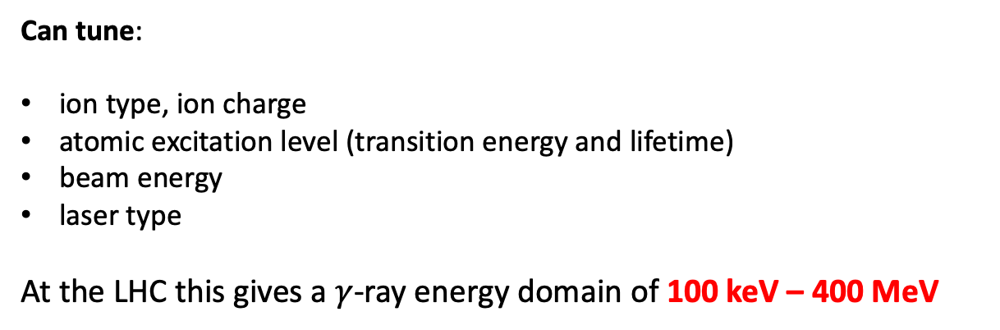 Can tune:
• ion type, ion charge
• atomic excitation level (transition energy and lifetime)
• beam energy
• laser type
At the LHC this gives a γ-ray energy domain of 100 keV – 400 MeV